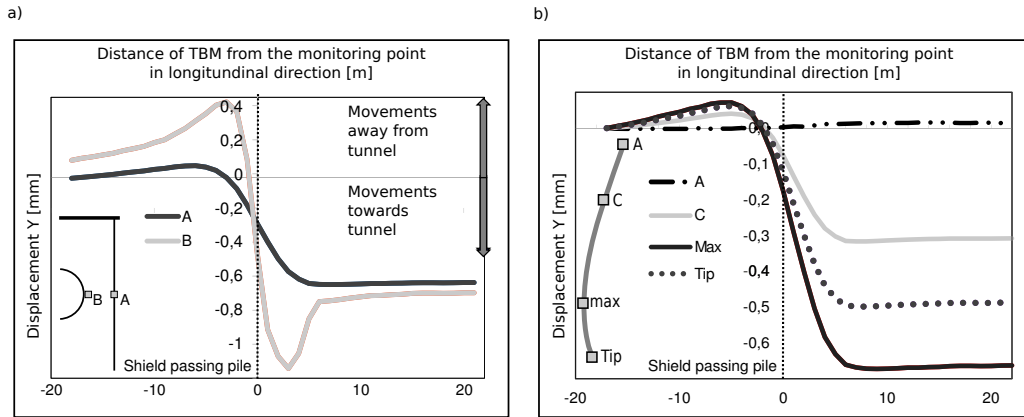 a)
Distance of TBM from the monitoring point
in longitundinal direction [m]
Displacement Y [mm]
0,4
0,2
0
-0,2
-0,4
-0,6
-0,8
-1
Movements
away from
tunnel
Movements
towards
tunnel
A
B
B
A
Shield passing pile
-20
-10
0
10
20
b)
Distance of TBM from the monitoring point
in longitundinal direction [m]
Displacement Y [mm]
0,0
-0,1
-0,2
-0,3
-0,4
-0,5
-0,6
A
C
max
Tip
A
C
Max
Tip
Shield passing pile
-20
-10
0
10
20